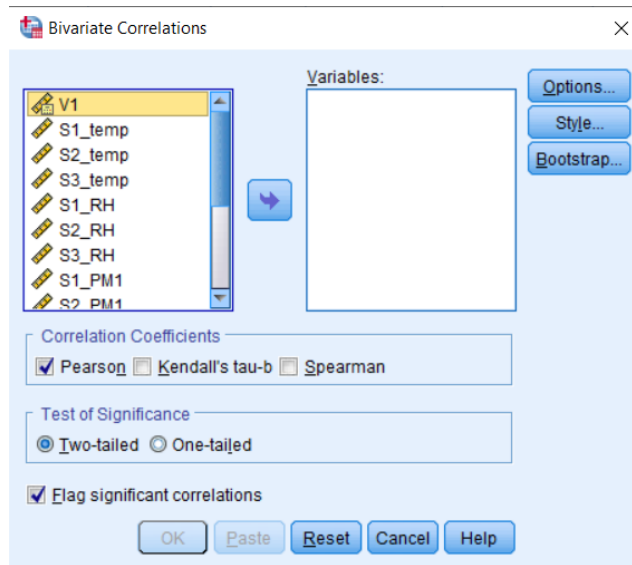 Bivariate Correlations
Variables:
V1
S1_temp
S2_temp
S3_temp
S1_RH
S2_RH
S3_RH
S1_PM1
S2_PM1
Options...
Style...
Bootstrap...
Correlation Coefficients
Pearson Kendall's tau-b Spearman
Test of Significance
Two-tailed One-tailed
Flag significant correlations
OK Paste Reset Cancel Help